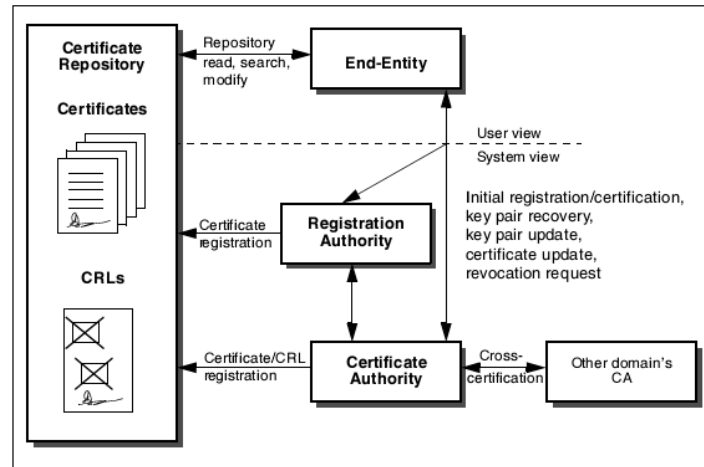 Certificate
Repository
Certificates
CRLs
Repository
read, search,
modify
End-Entity
User view
System view
Initial registration/certification,
key pair recovery,
key pair update,
certificate update,
revocation request
Certificate
registration
Registration
Authority
Certificate/CRL
registration
Certificate
Authority
Cross-
certification
Other domain's
CA